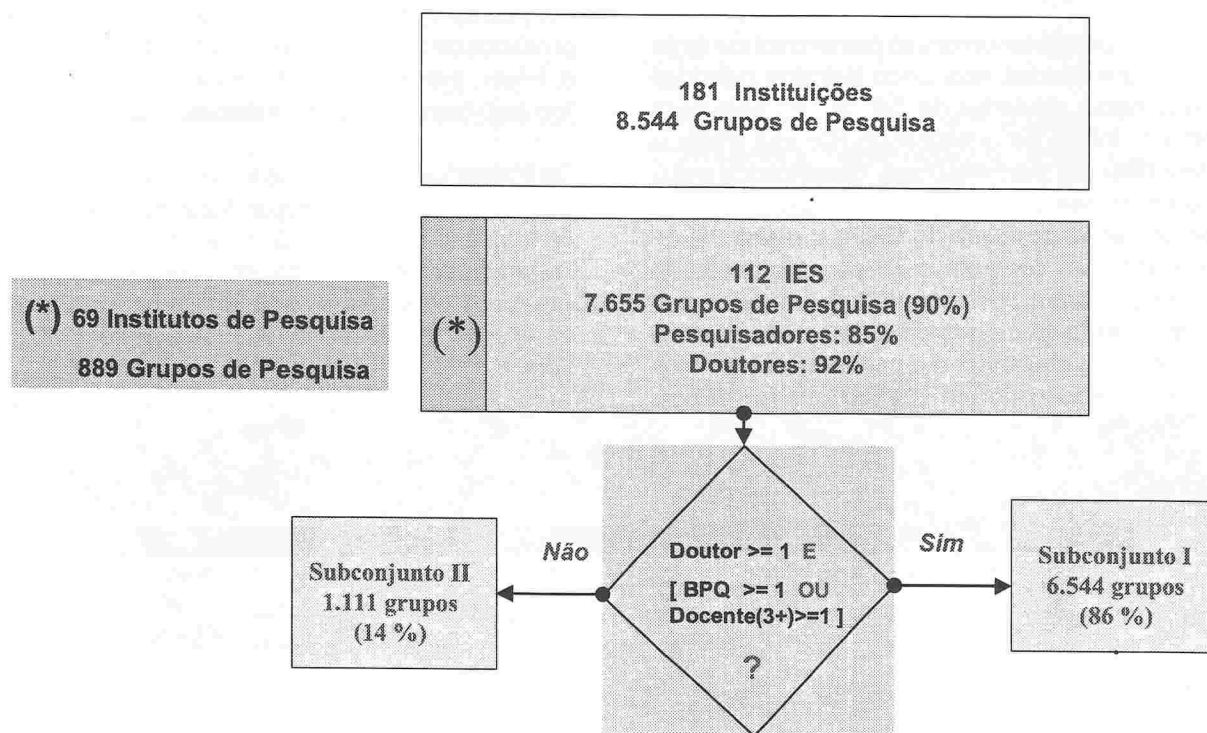 181 Instituições
8.544 Grupos de Pesquisa
(*) 69 Institutos de Pesquisa
889 Grupos de Pesquisa
(*)
112 IES
7.655 Grupos de Pesquisa (90%)
Pesquisadores: 85%
Doutores: 92%
Subconjunto II
1.111 grupos
(14 %)
Não
Doutor >= 1 E
[ BPQ >= 1 OU
Docente(3+)>=1 ]
?
Sim
Subconjunto I
6.544 grupos
(86 %)